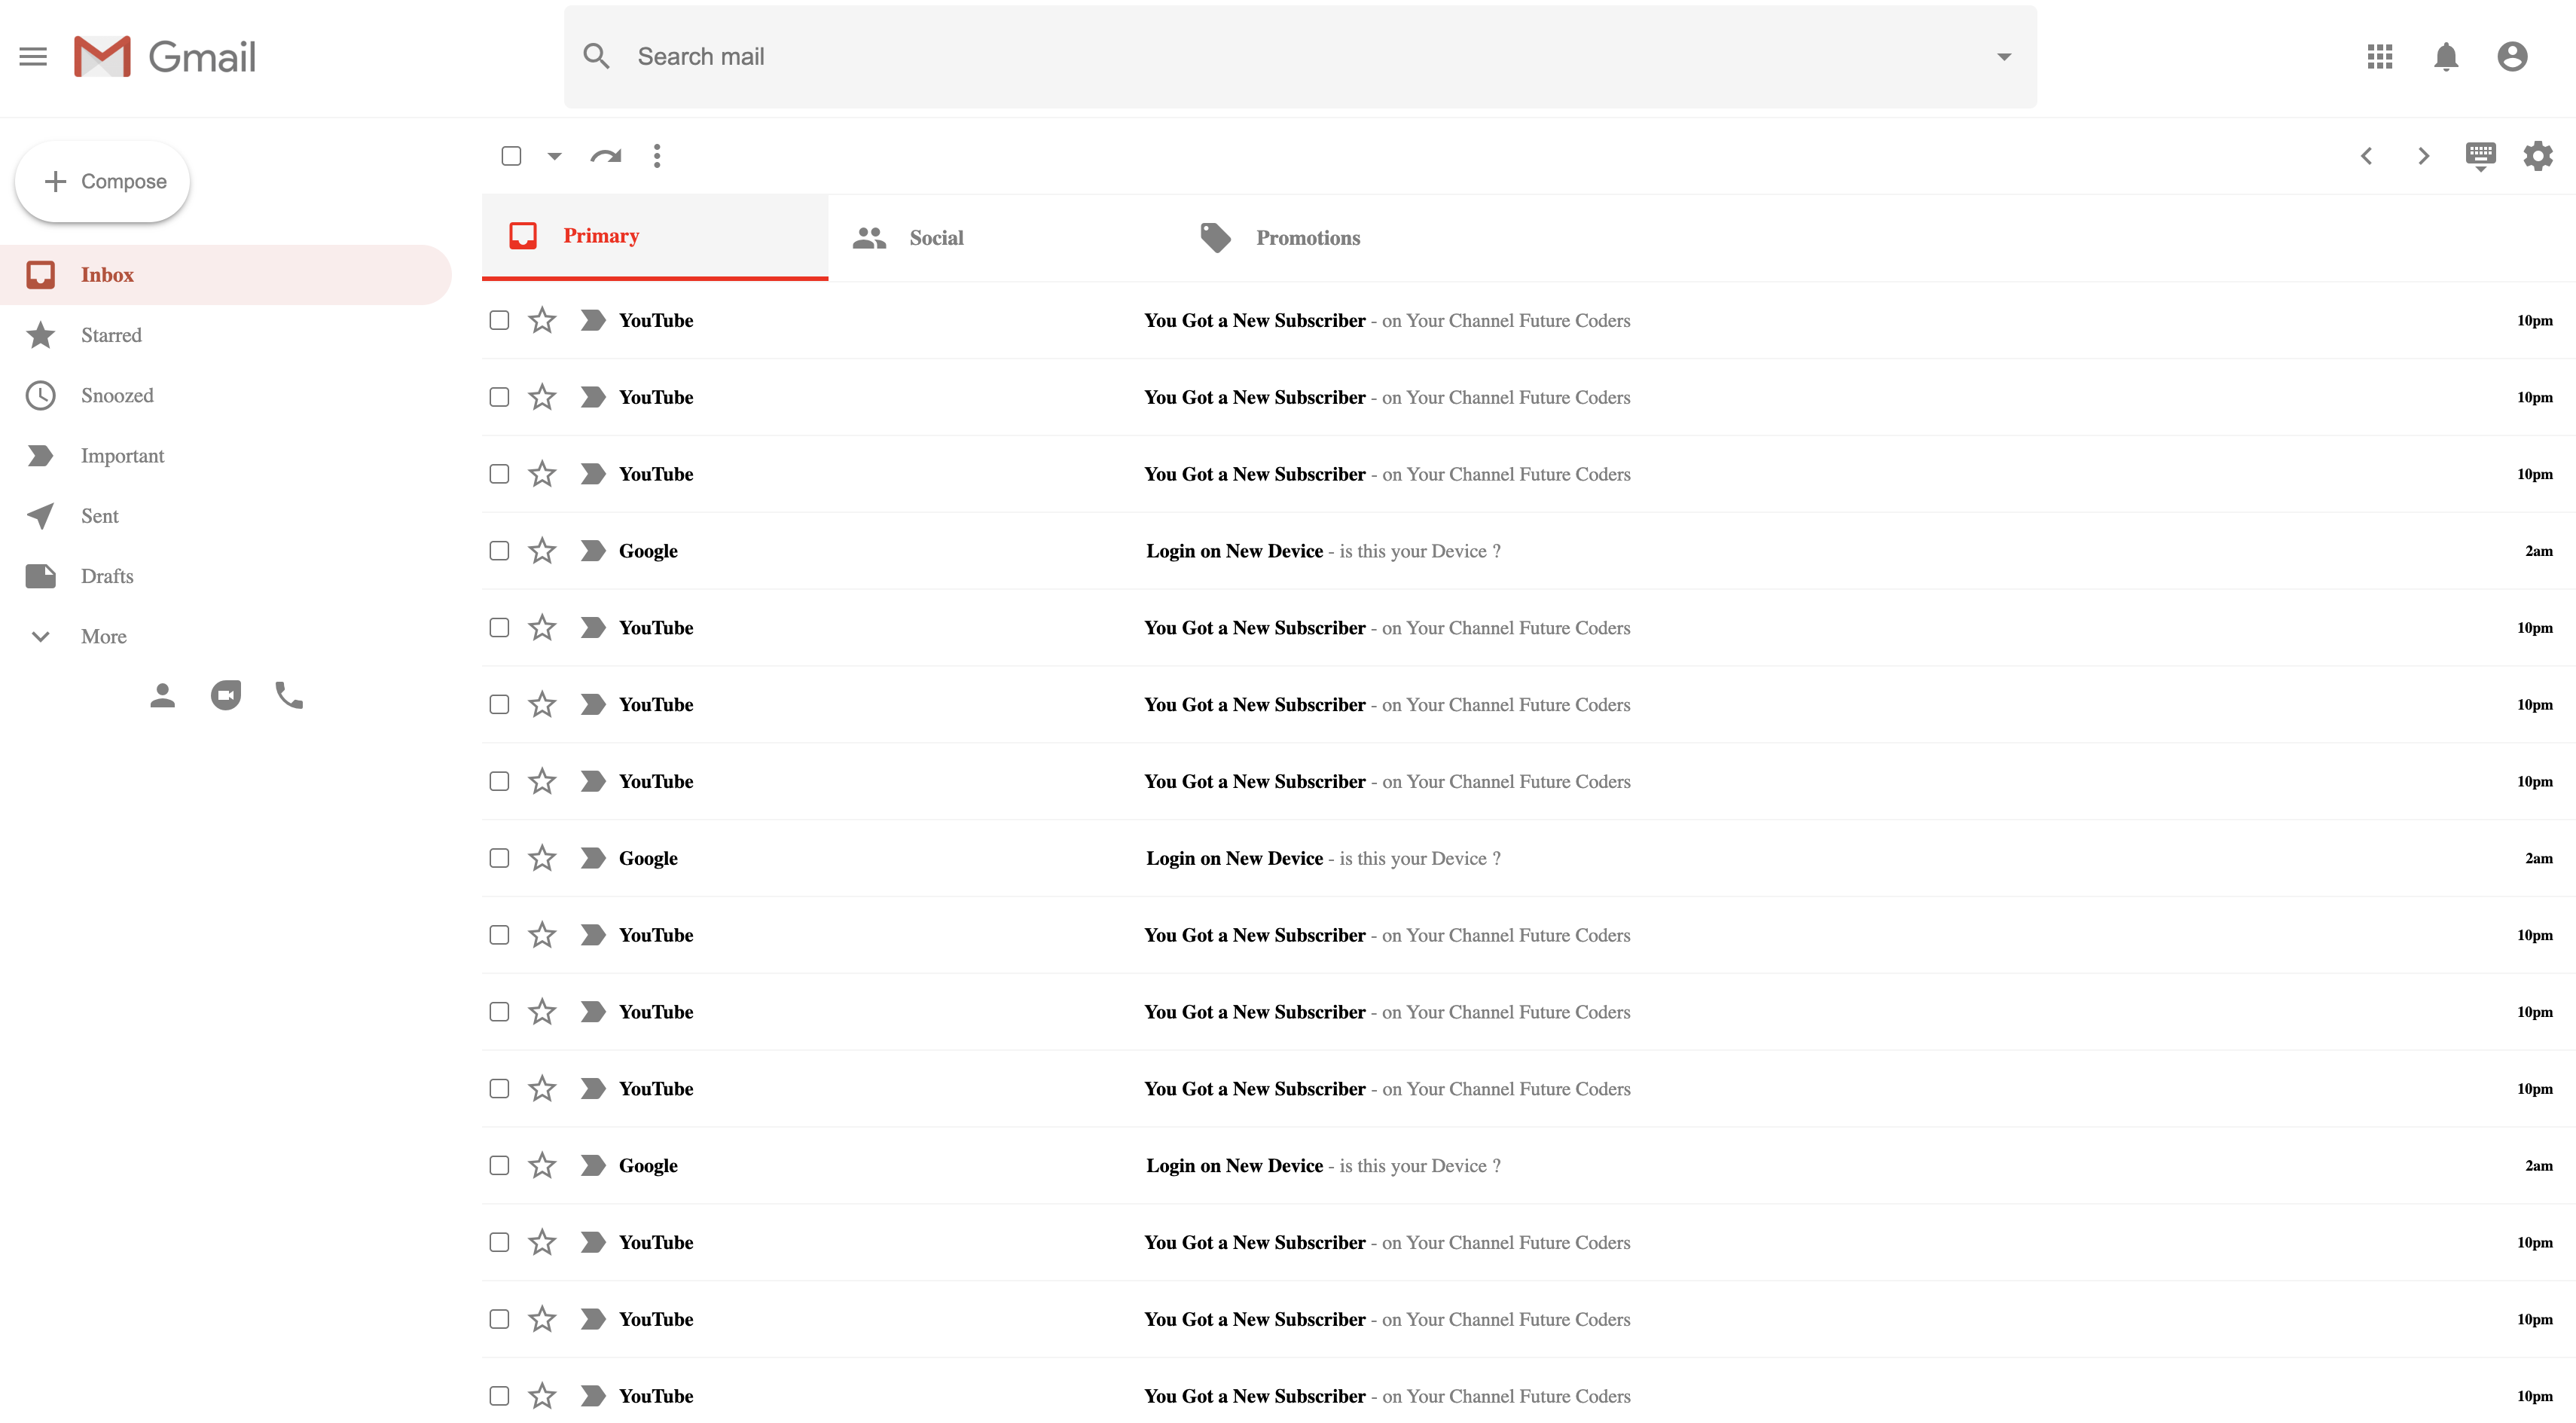 Gmail
Search mail
Compose
Inbox
Starred
Snoozed
Important
Sent
Drafts
More
Primary Social Promotions
YouTube You Got a New Subscriber - on Your Channel Future Coders 10pm
YouTube You Got a New Subscriber - on Your Channel Future Coders 10pm
YouTube You Got a New Subscriber - on Your Channel Future Coders 10pm
Google Login on New Device - is this your Device ? 2am
YouTube You Got a New Subscriber - on Your Channel Future Coders 10pm
YouTube You Got a New Subscriber - on Your Channel Future Coders 10pm
YouTube You Got a New Subscriber - on Your Channel Future Coders 10pm
Google Login on New Device - is this your Device ? 2am
YouTube You Got a New Subscriber - on Your Channel Future Coders 10pm
YouTube You Got a New Subscriber - on Your Channel Future Coders 10pm
YouTube You Got a New Subscriber - on Your Channel Future Coders 10pm
Google Login on New Device - is this your Device ? 2am
YouTube You Got a New Subscriber - on Your Channel Future Coders 10pm
YouTube You Got a New Subscriber - on Your Channel Future Coders 10pm
YouTube You Got a New Subscriber - on Your Channel Future Coders 10pm